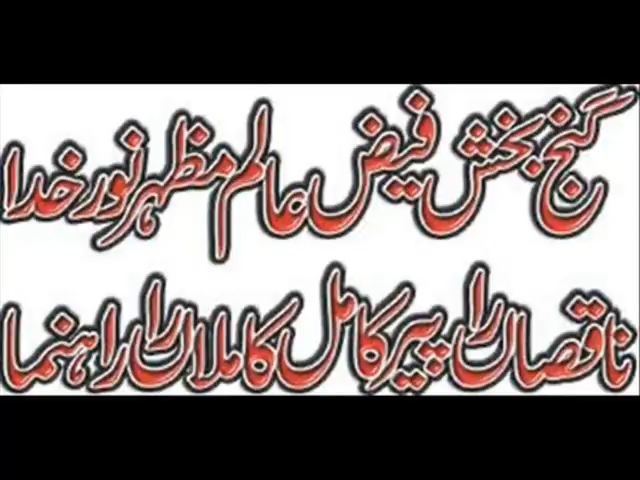 گنج بخش فیض عالم مظہر نور خدا
ناقصاں را پیر کامل کاملاں را راہنما